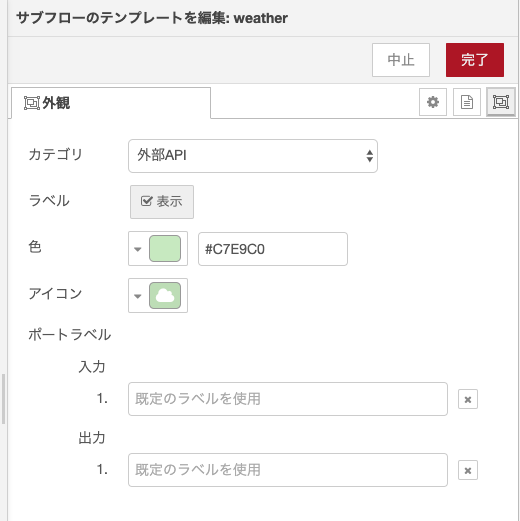 サブフローのテンプレートを編集: weather
中止 完了
外観
カテゴリ 外部API
ラベル 表示
色 #C7E9C0
アイコン
ポートラベル
入力
1. 既定のラベルを使用
出力
1. 既定のラベルを使用